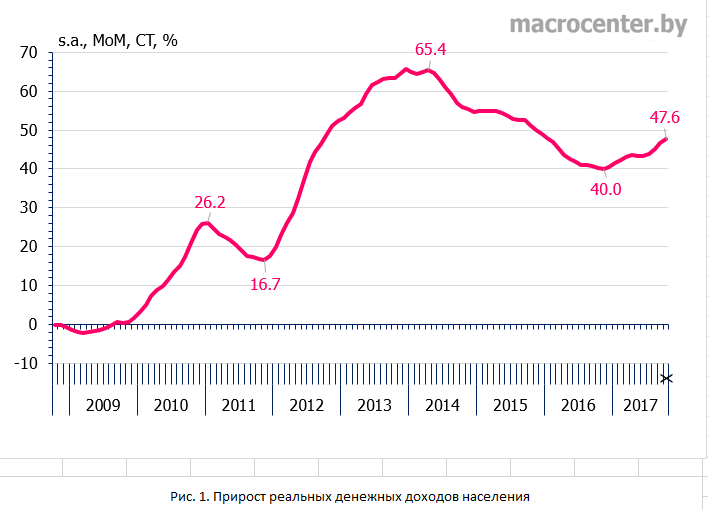 macrocenter.by
s.a., MoM, CT, %
70
65.4
60
50
47.6
40
40.0
30
26.2
20
16.7
10
0
-10
X
2009 2010 2011 2012 2013 2014 2015 2016 2017
Рис. 1. Прирост реальных денежных доходов населения